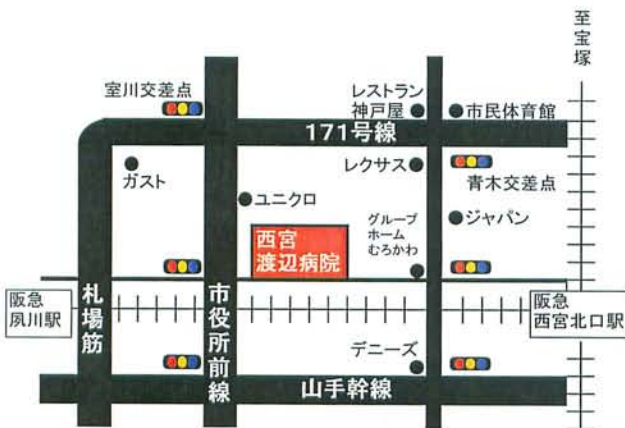 至宝塚
室川交差点
レストラン
神戸屋
市民体育館
171号線
ガスト
レクサス
青木交差点
ユニクロ
西宮
渡辺病院
グループ
ホーム
むろかわ
ジャパン
阪急
夙川駅
札場筋
市役所前線
阪急
西宮北口駅
デニーズ
山手幹線